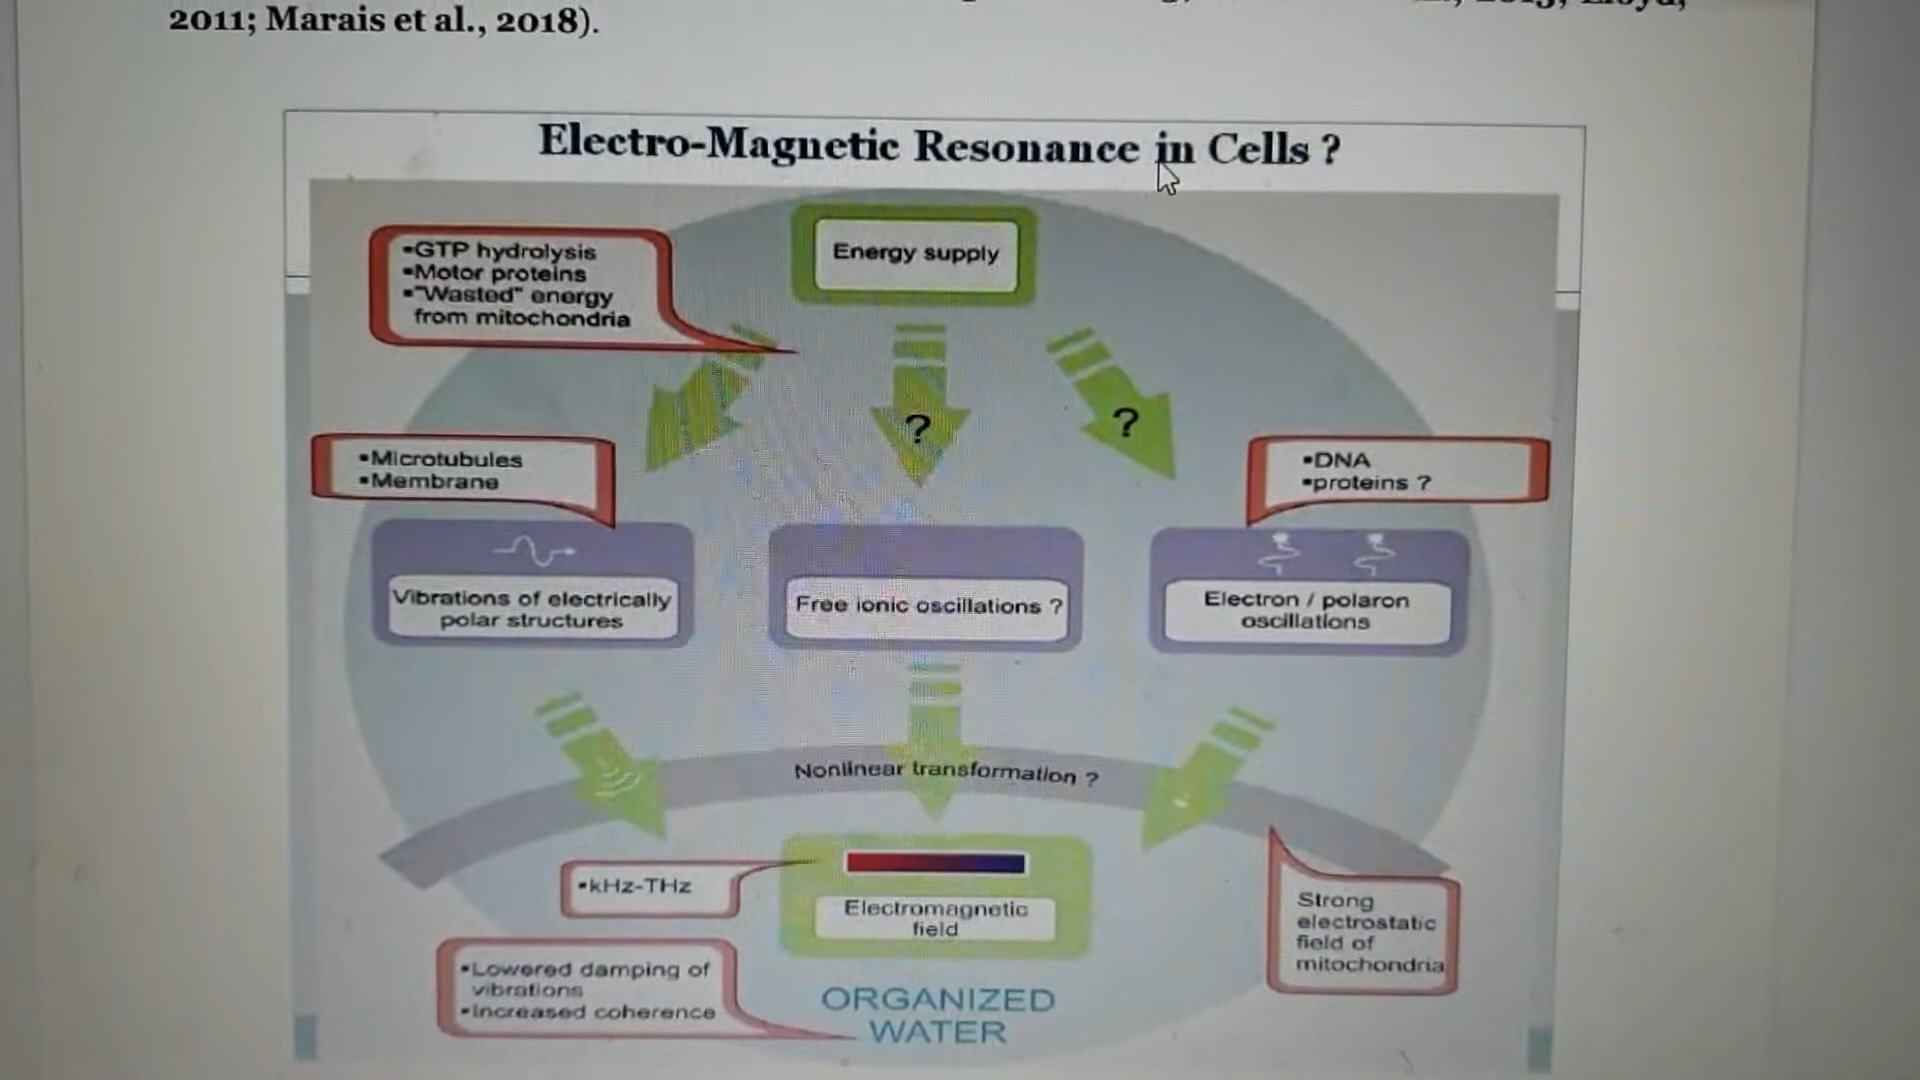 2011; Marais et al., 2018).
Electro-Magnetic Resonance in Cells ?
Energy supply
▪GTP hydrolysis
▪Motor proteins
▪"Wasted" energy
from mitochondria
?
?
▪Microtubules
▪Membrane
▪DNA
▪proteins ?
Vibrations of electrically
polar structures
Free ionic oscillations ?
Electron / polaron
oscillations
Nonlinear transformation ?
▪kHz-THz
Electromagnetic
field
Strong
electrostatic
field of
mitochondria
▪Lowered damping of
vibrations
▪Increased coherence
ORGANIZED
WATER